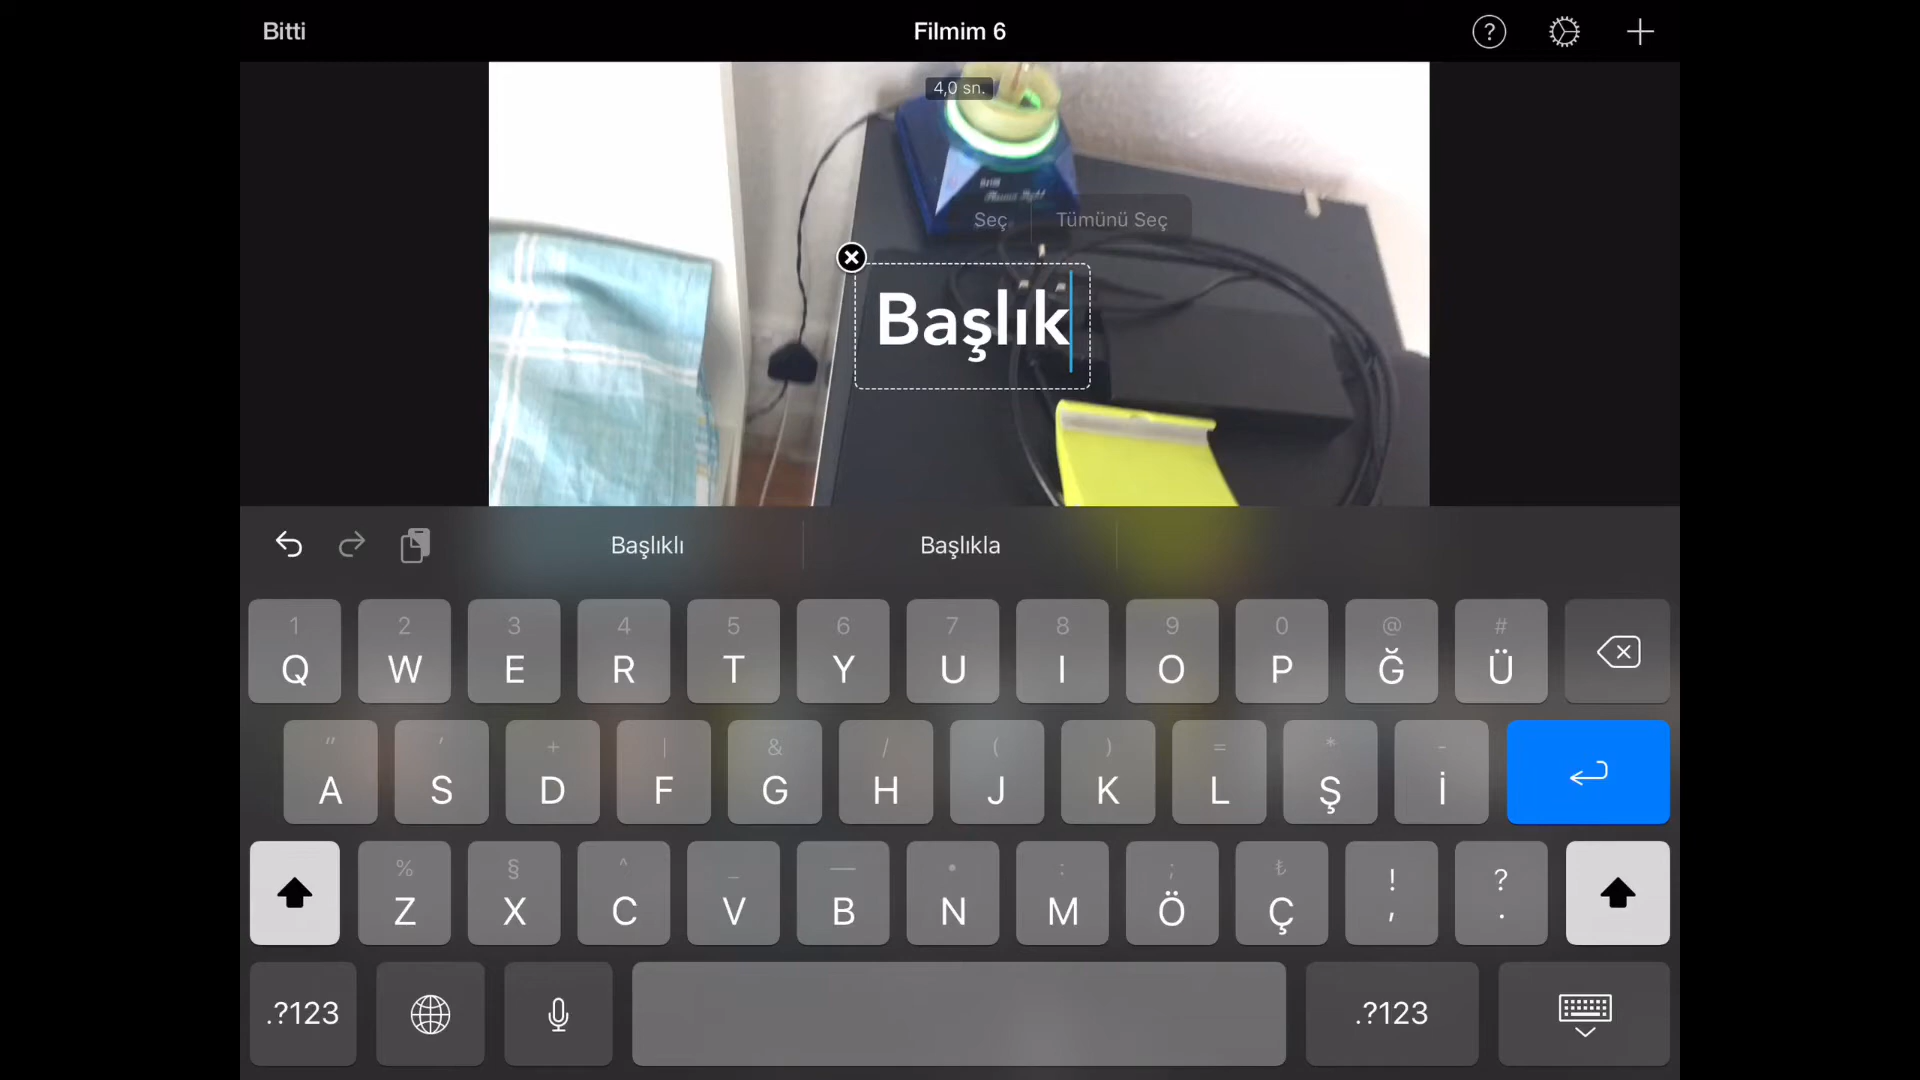 Bitti
Filmim 6
?
4,0 sn.
Seç
Tümünü Seç
Başlık
Başlıklı
Başlıkla
1 2 3 4 5 6 7 8 9 0 @ #
Q W E R T Y U I O P Ğ Ü
" ' + | & / ( ) = * -
A S D F G H J K L Ş İ
% § ^ _ — • : ; ₺ ! ?
Z X C V B N M Ö Ç , .
.?123
.?123